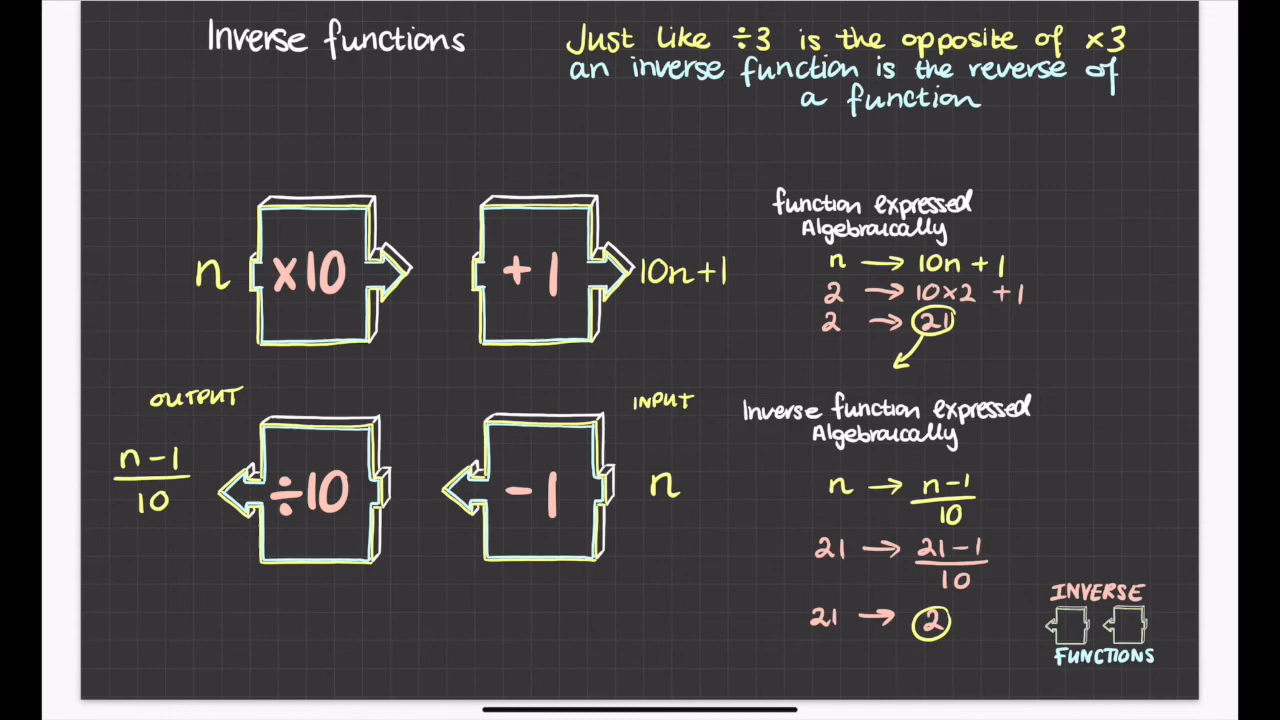 Inverse functions
Just like ÷3 is the opposite of ×3
an inverse function is the reverse of
a function
function expressed
Algebraically
n ×10 +1 10n+1
n → 10n + 1
2 → 10×2 + 1
2 → 21
OUTPUT
INPUT
Inverse function expressed
Algebraically
n – 1
10
÷10
– 1
n
n → n–1
10
21 → 21–1
10
21 → 2
INVERSE
FUNCTIONS